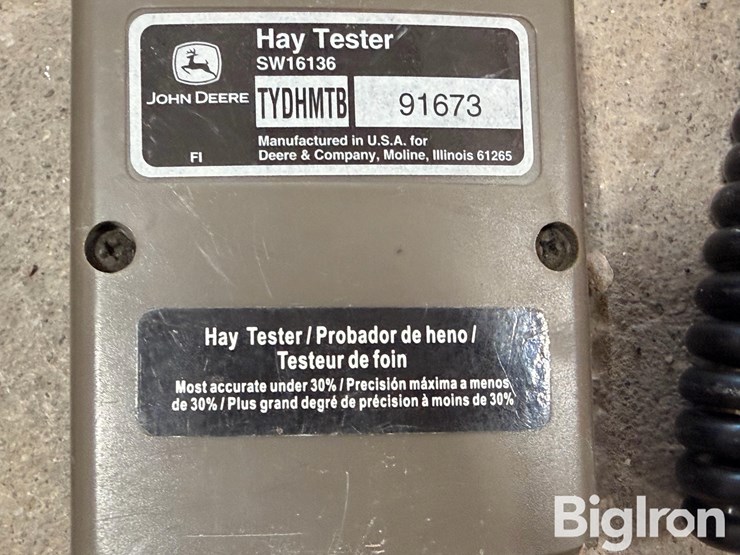 Hay Tester
SW16136
JOHN DEERE
TYDHMTB
91673
Manufactured in U.S.A. for
FI
Deere & Company, Moline, Illinois 61265
Hay Tester / Probador de heno /
Testeur de foin
Most accurate under 30% / Precisión máxima a menos
de 30% / Plus grand degré de précision à moins de 30%
BigIron